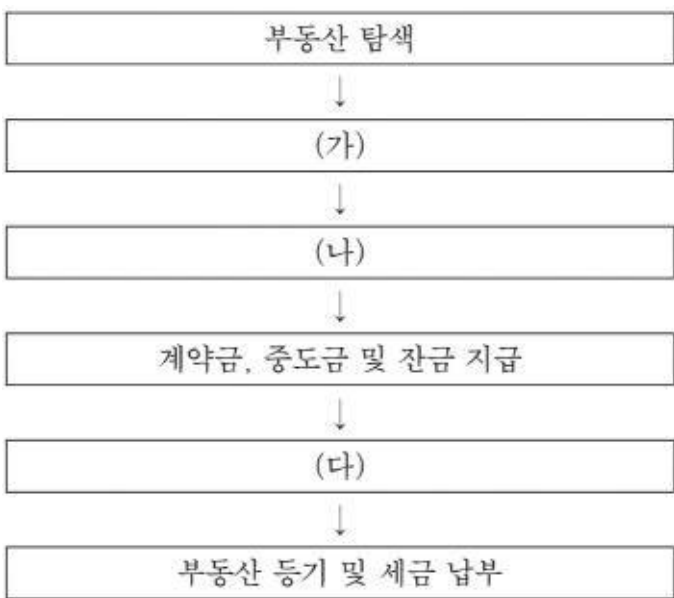 부동산 탐색
↓
(가)
↓
(나)
↓
계약금, 중도금 및 잔금 지급
↓
(다)
↓
부동산 등기 및 세금 납부